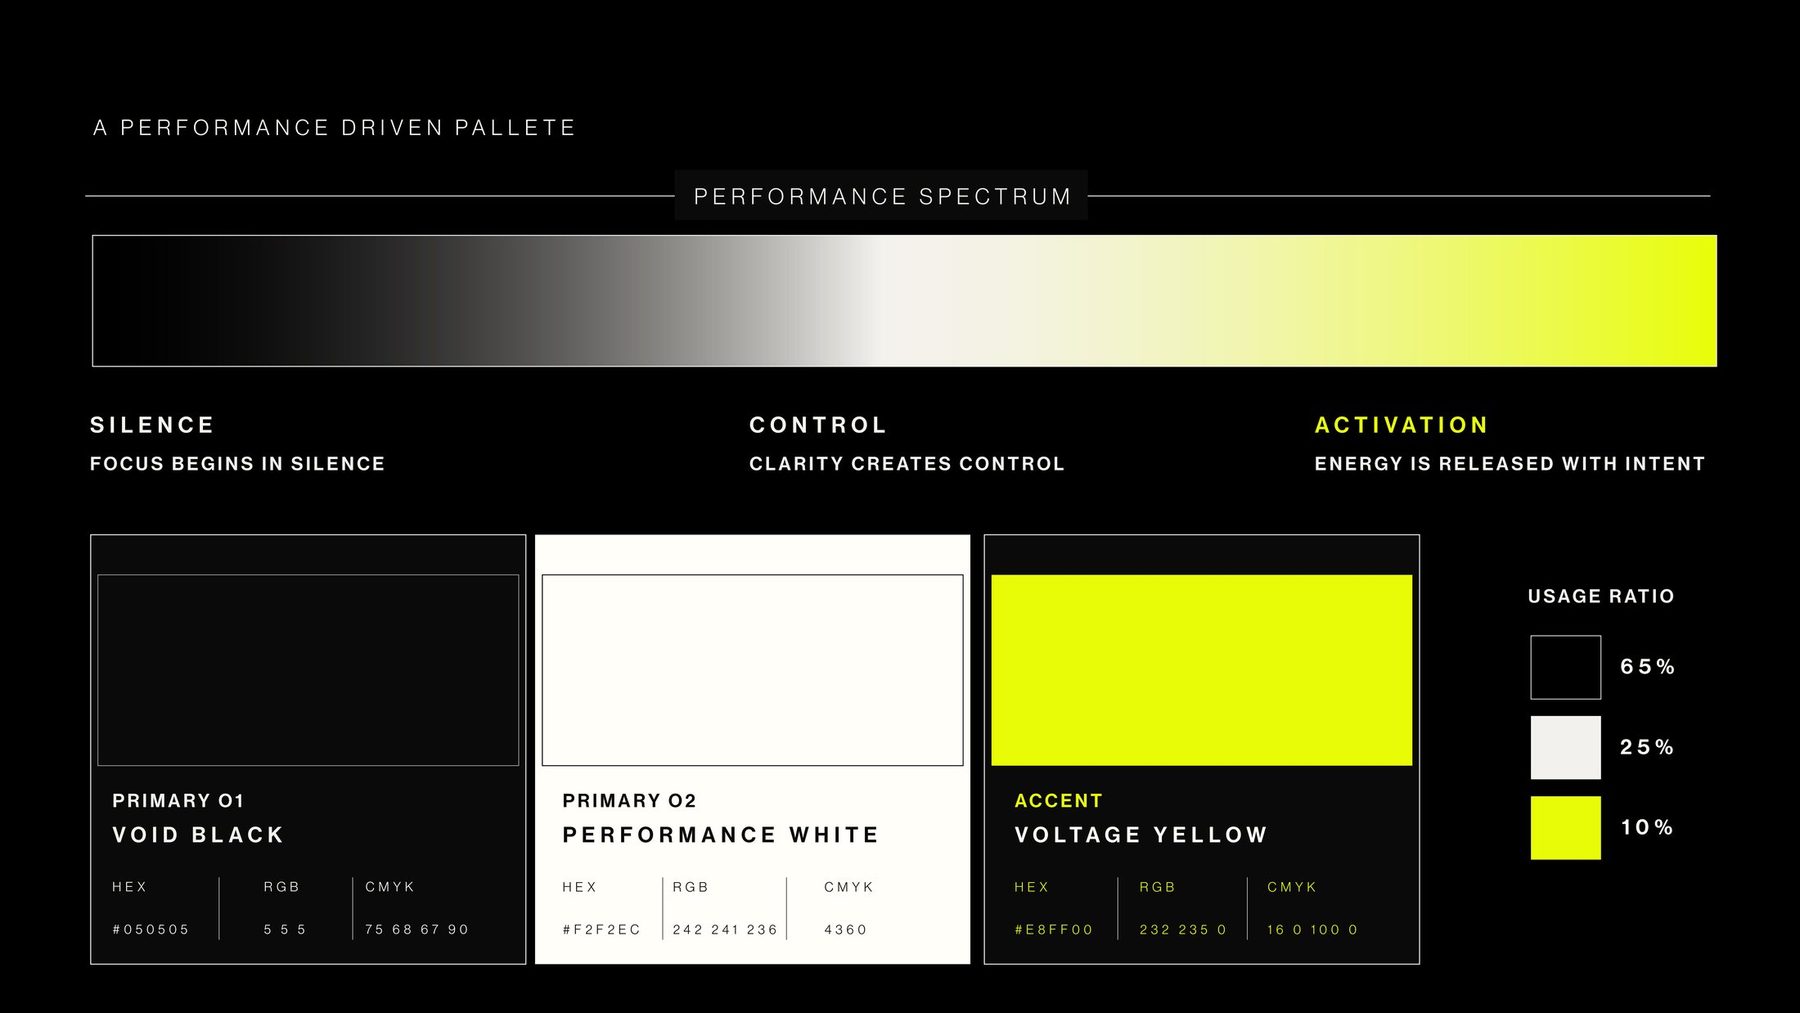 A PERFORMANCE DRIVEN PALLETE
PERFORMANCE SPECTRUM
SILENCE
FOCUS BEGINS IN SILENCE
CONTROL
CLARITY CREATES CONTROL
ACTIVATION
ENERGY IS RELEASED WITH INTENT
PRIMARY O1
VOID BLACK
HEX RGB CMYK
#050505 5 5 5 75 68 67 90
PRIMARY O2
PERFORMANCE WHITE
HEX RGB CMYK
#F2F2EC 242 241 236 4360
ACCENT
VOLTAGE YELLOW
HEX RGB CMYK
#E8FF00 232 235 0 16 0 100 0
USAGE RATIO
65%
25%
10%